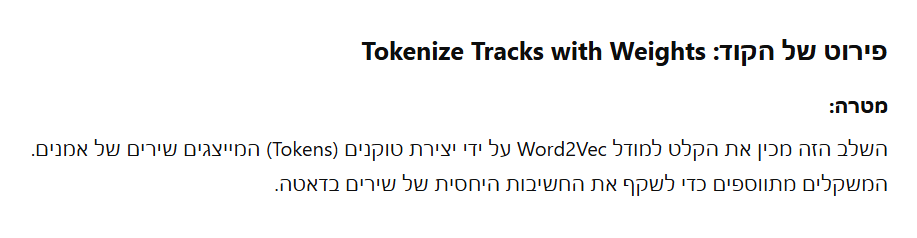 פירוט של הקוד: Tokenize Tracks with Weights
מטרה:
השלב הזה מכין את הקלט למודל Word2Vec על ידי יצירת טוקנים (Tokens) המייצגים שירים של אמנים.
המשקלים מתווספים כדי לשקף את החשיבות היחסית של שירים בדאטה.